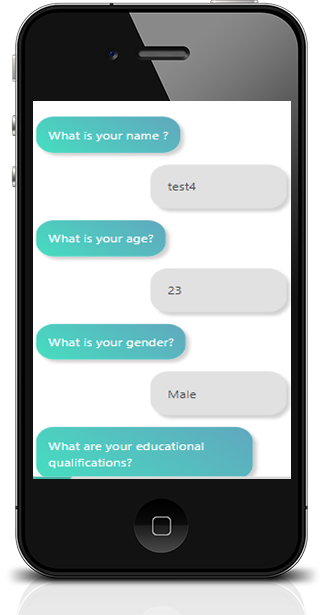 What is your name ?
test4
What is your age?
23
What is your gender?
Male
What are your educational
qualifications?